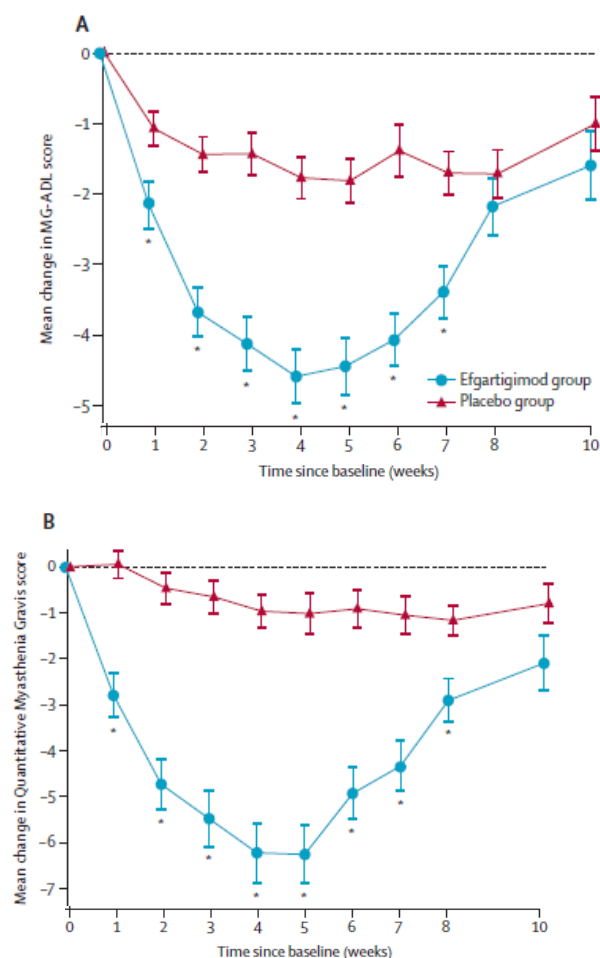 A
0
−1
−2
−3
−4
−5
Mean change in MG-ADL score
*
*
*
*
*
*
*
Efgartigimod group
Placebo group
0 1 2 3 4 5 6 7 8 10
Time since baseline (weeks)
B
0
−1
−2
−3
−4
−5
−6
−7
Mean change in Quantitative Myasthenia Gravis score
*
*
*
*
*
*
*
*
0 1 2 3 4 5 6 7 8 10
Time since baseline (weeks)